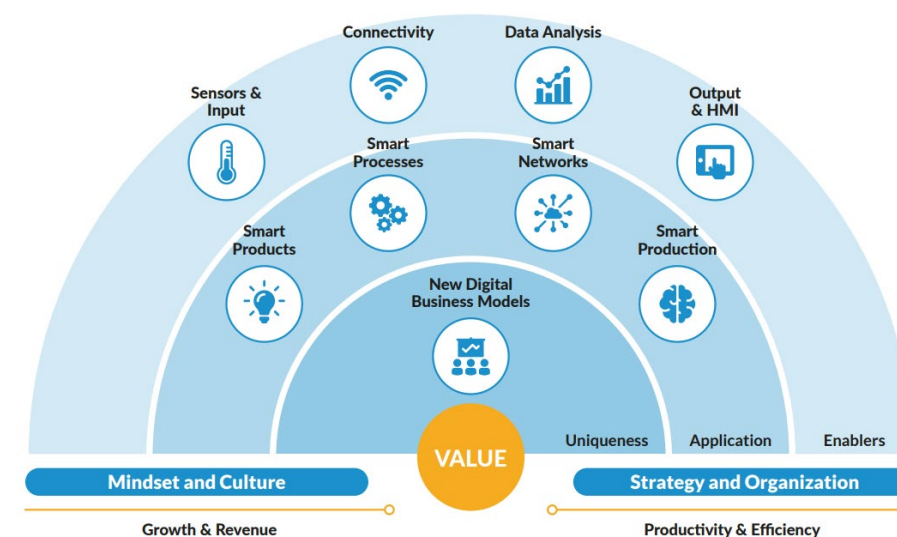 Connectivity
Data Analysis
Sensors &
Input
Output
& HMI
Smart
Processes
Smart
Networks
Smart
Products
Smart
Production
New Digital
Business Models
VALUE
Uniqueness
Application
Enablers
Mindset and Culture
Strategy and Organization
Growth & Revenue
Productivity & Efficiency